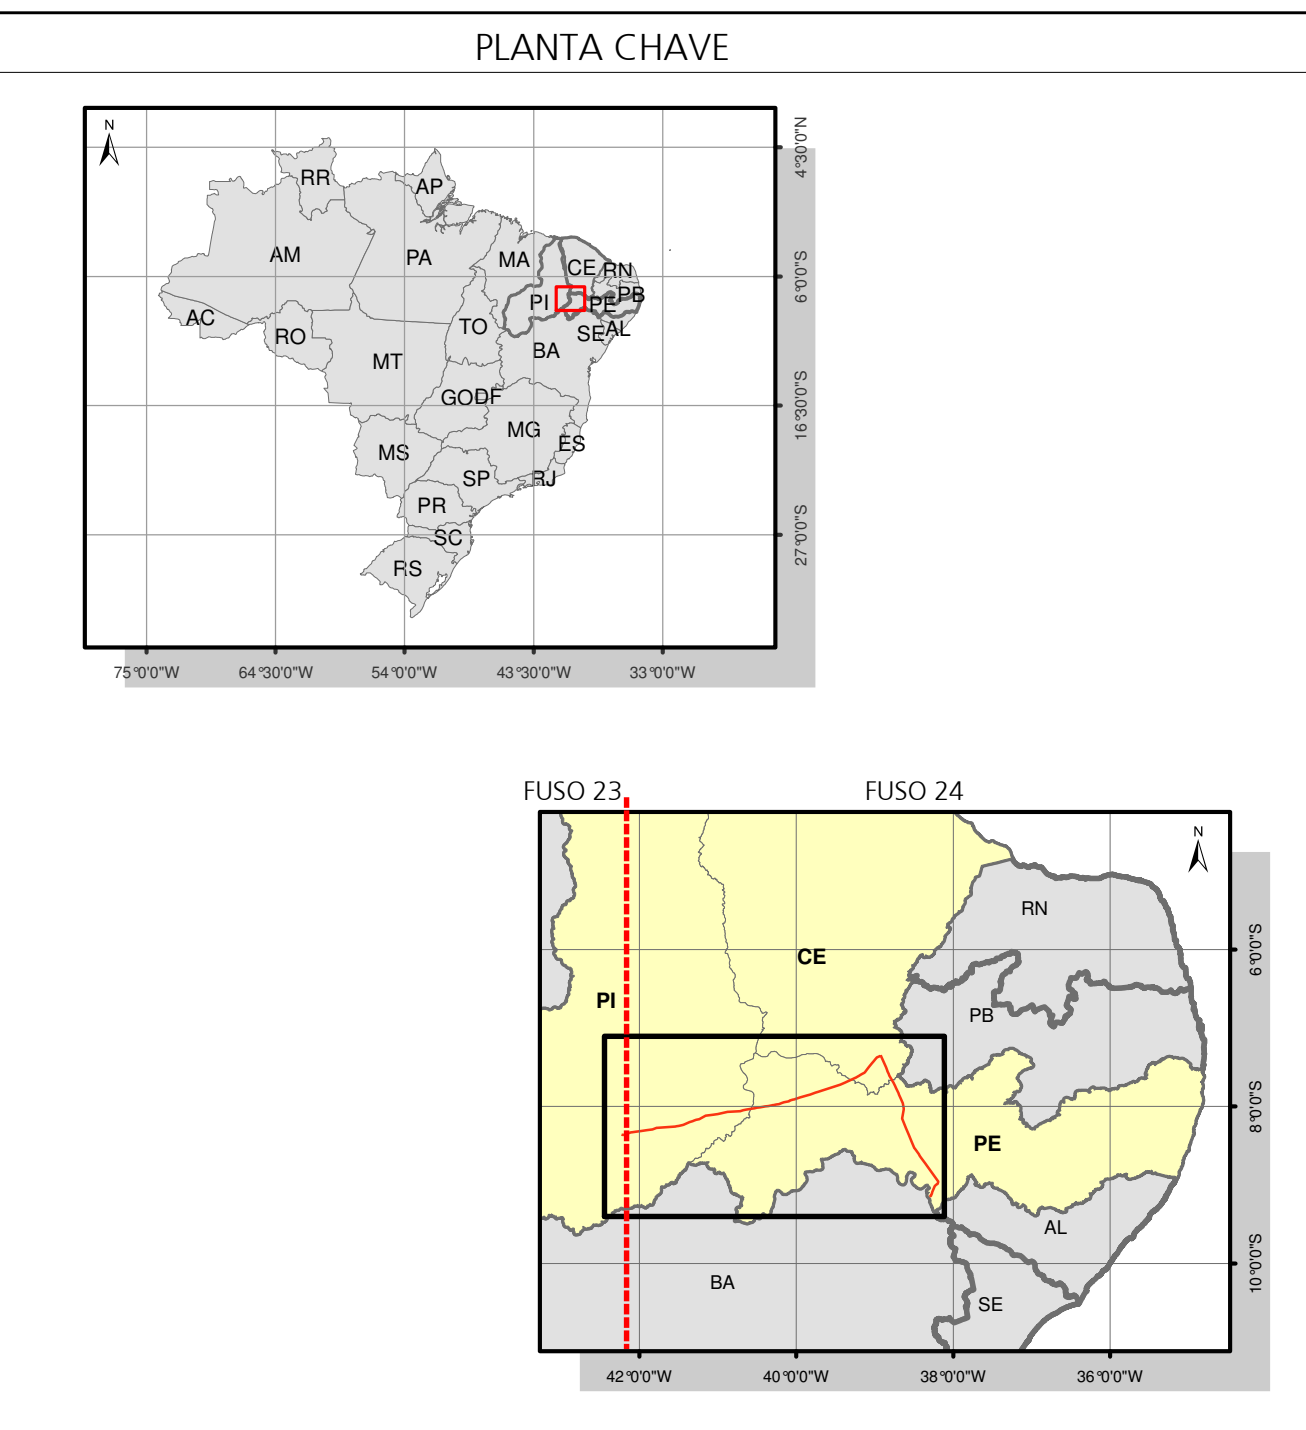 PLANTA CHAVE
N
4°30'0"N
RR
AP
AM
PA
MA
CE
RN
6°0'0"S
PI
PE
PB
AC
RO
TO
SE
AL
MT
BA
GO
DF
16°30'0"S
MG
ES
MS
SP
RJ
PR
SC
27°0'0"S
RS
75°0'0"W
64°30'0"W
54°0'0"W
43°30'0"W
33°0'0"W
FUSO 23
FUSO 24
N
RN
CE
6°0'0"S
PI
PB
8°0'0"S
PE
AL
10°0'0"S
BA
SE
42°0'0"W
40°0'0"W
38°0'0"W
36°0'0"W